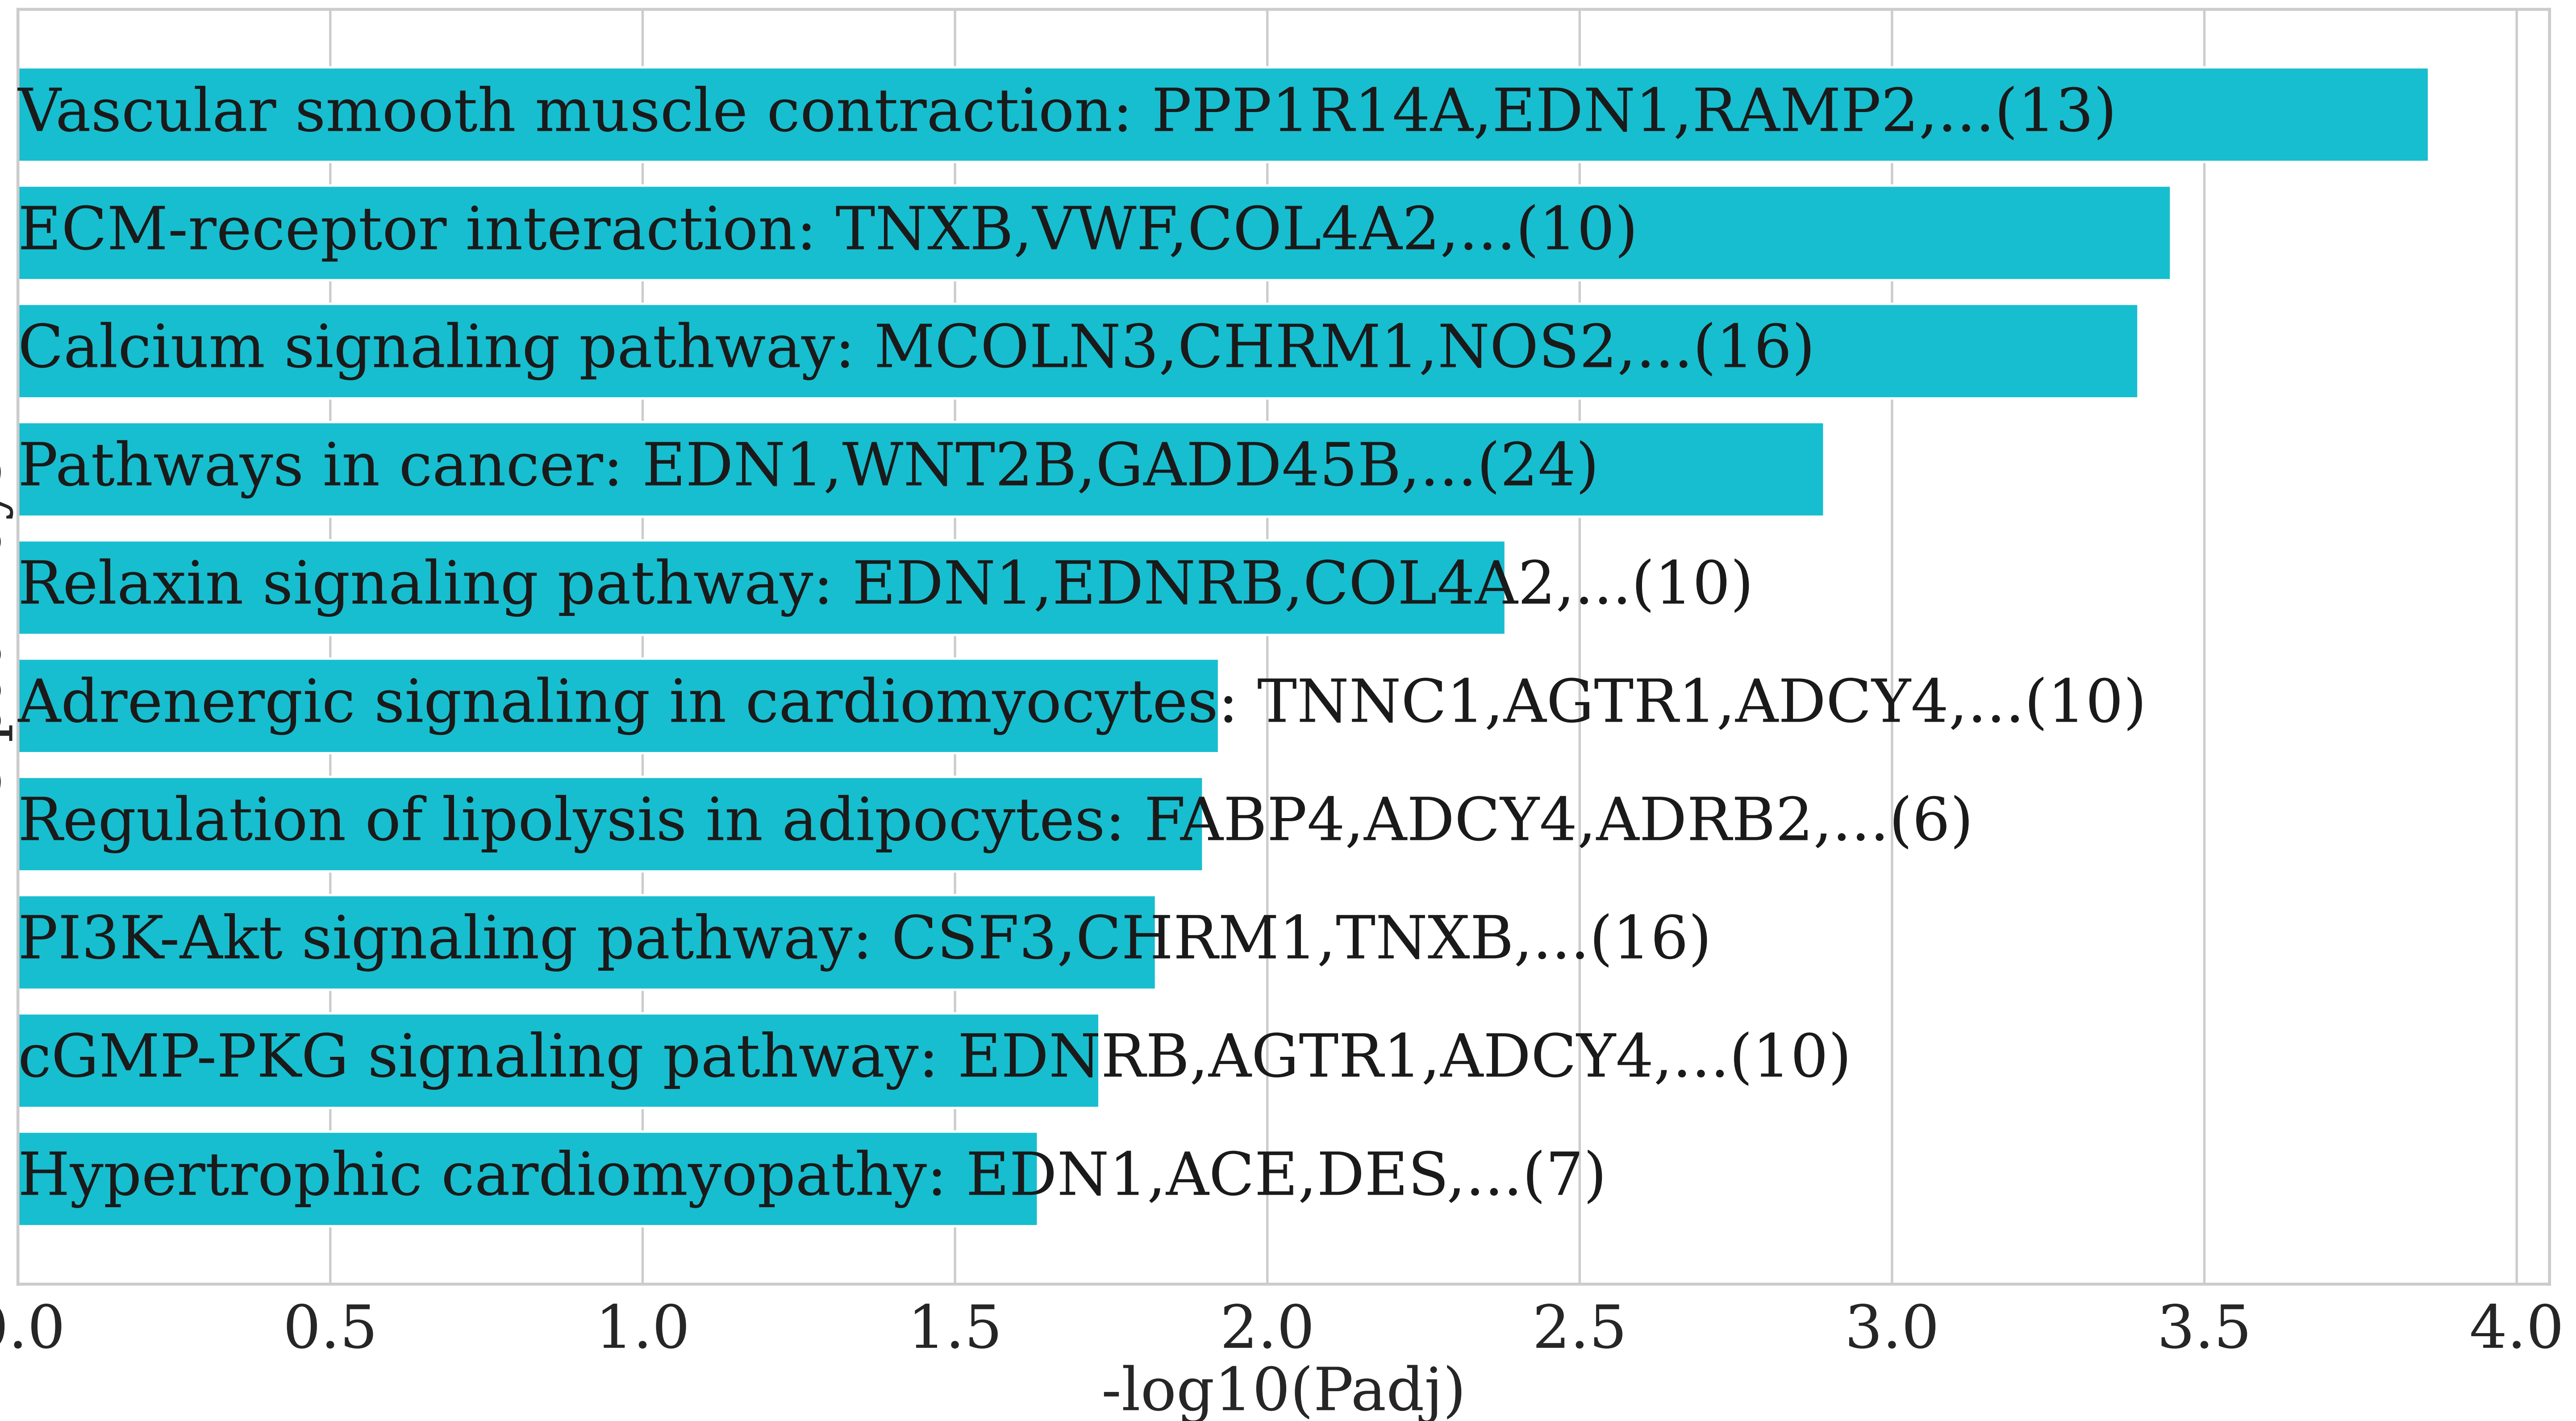 Vascular smooth muscle contraction: PPP1R14A,EDN1,RAMP2,...(13)
ECM-receptor interaction: TNXB,VWF,COL4A2,...(10)
Calcium signaling pathway: MCOLN3,CHRM1,NOS2,...(16)
Pathways in cancer: EDN1,WNT2B,GADD45B,...(24)
Relaxin signaling pathway: EDN1,EDNRB,COL4A2,...(10)
Adrenergic signaling in cardiomyocytes: TNNC1,AGTR1,ADCY4,...(10)
Regulation of lipolysis in adipocytes: FABP4,ADCY4,ADRB2,...(6)
PI3K-Akt signaling pathway: CSF3,CHRM1,TNXB,...(16)
cGMP-PKG signaling pathway: EDNRB,AGTR1,ADCY4,...(10)
Hypertrophic cardiomyopathy: EDN1,ACE,DES,...(7)
0.0 0.5 1.0 1.5 2.0 2.5 3.0 3.5 4.0
-log10(Padj)